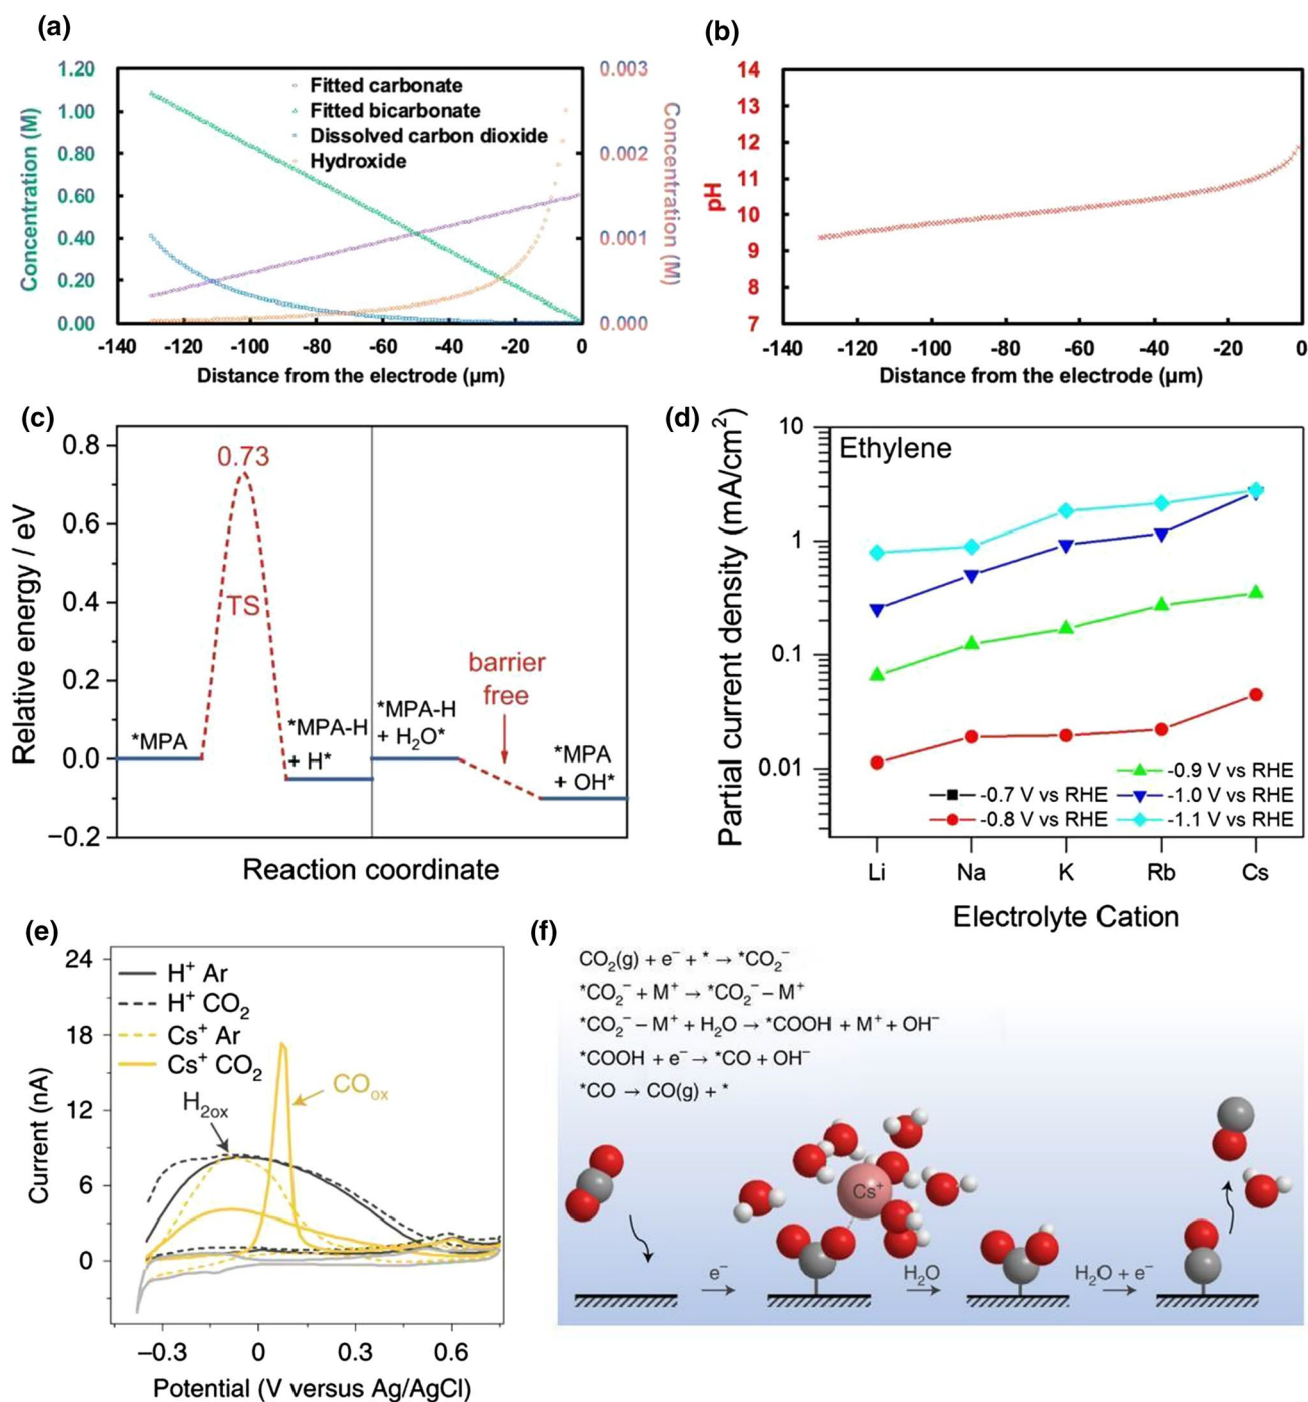 (a)
1.20
1.00
0.80
0.60
0.40
0.20
0.00
Concentration (M)
Fitted carbonate
Fitted bicarbonate
Dissolved carbon dioxide
Hydroxide
0.003
0.002
0.001
0.000
Concentration (M)
-140 -120 -100 -80 -60 -40 -20 0
Distance from the electrode (µm)
(b)
14
13
12
11
10
9
8
7
pH
-140 -120 -100 -80 -60 -40 -20 0
Distance from the electrode (µm)
(c)
0.8
0.6
0.4
0.2
0.0
−0.2
Relative energy / eV
0.73
TS
*MPA
*MPA-H
+ H*
*MPA-H
+ H₂O*
barrier
free
*MPA
+ OH*
Reaction coordinate
(d)
10
1
0.1
0.01
Partial current density (mA/cm²)
Ethylene
-0.7 V vs RHE
-0.8 V vs RHE
-0.9 V vs RHE
-1.0 V vs RHE
-1.1 V vs RHE
Li Na K Rb Cs
Electrolyte Cation
(e)
24
18
12
6
0
Current (nA)
H⁺ Ar
H⁺ CO₂
Cs⁺ Ar
Cs⁺ CO₂
H₂ₒₓ
COₒₓ
−0.3 0 0.3 0.6
Potential (V versus Ag/AgCl)
(f)
CO₂(g) + e⁻ + * → *CO₂⁻
*CO₂⁻ + M⁺ → *CO₂⁻ – M⁺
*CO₂⁻ – M⁺ + H₂O → *COOH + M⁺ + OH⁻
*COOH + e⁻ → *CO + OH⁻
*CO → CO(g) + *
Cs⁺
e⁻
H₂O
H₂O + e⁻